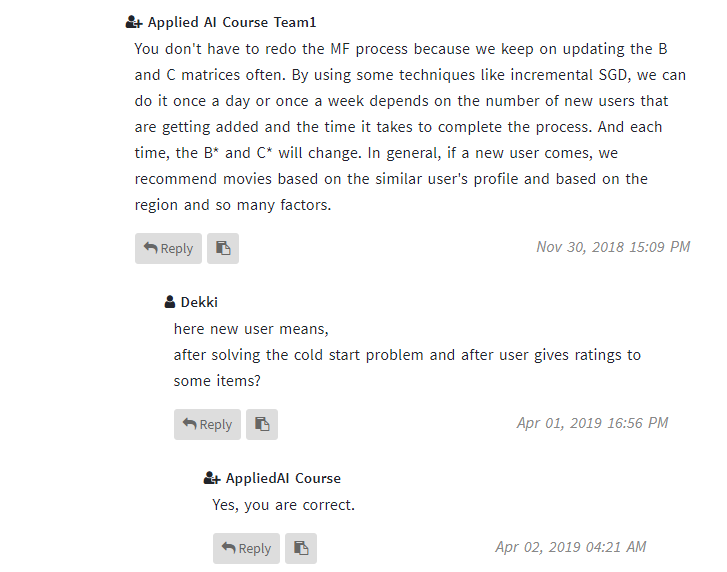 Applied AI Course Team1
You don't have to redo the MF process because we keep on updating the B
and C matrices often. By using some techniques like incremental SGD, we can
do it once a day or once a week depends on the number of new users that
are getting added and the time it takes to complete the process. And each
time, the B* and C* will change. In general, if a new user comes, we
recommend movies based on the similar user's profile and based on the
region and so many factors.
Reply Nov 30, 2018 15:09 PM
Dekki
here new user means,
after solving the cold start problem and after user gives ratings to
some items?
Reply Apr 01, 2019 16:56 PM
AppliedAI Course
Yes, you are correct.
Reply Apr 02, 2019 04:21 AM